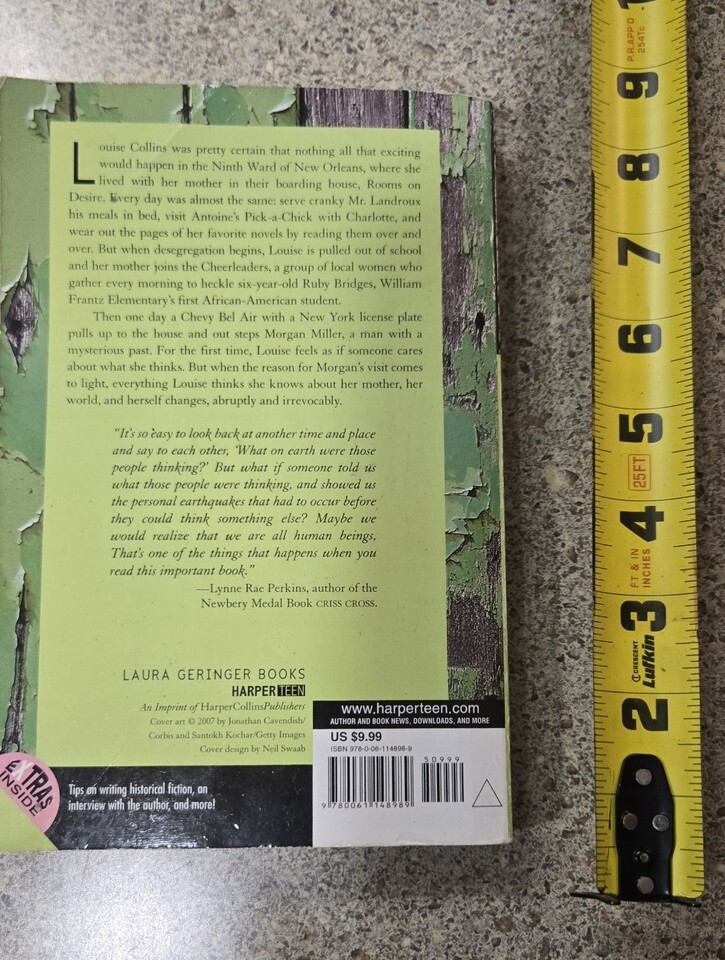 Louise Collins was pretty certain that nothing all that exciting
would happen in the Ninth Ward of New Orleans, where she
lived with her mother in their boarding house, Rooms on
Desire. Every day was almost the same: serve cranky Mr. Landroux
his meals in bed, visit Antoine's Pick-a-Chick with Charlotte, and
wear out the pages of her favorite novels by reading them over and
over. But when desegregation begins, Louise is pulled out of school
and her mother joins the Cheerleaders, a group of local women who
gather every morning to heckle six-year-old Ruby Bridges, William
Frantz Elementary's first African-American student.
Then one day a Chevy Bel Air with a New York license plate
pulls up to the house and out steps Morgan Miller, a man with a
mysterious past. For the first time, Louise feels as if someone cares
about what she thinks. But when the reason for Morgan's visit comes
to light, everything Louise thinks she knows about her mother, her
world, and herself changes, abruptly and irrevocably.
"It's so easy to look back at another time and place
and say to each other, 'What on earth were those
people thinking?' But what if someone told us
what those people were thinking, and showed us
the personal earthquakes that had to occur before
they could think something else? Maybe we
would realize that we are all human beings.
That's one of the things that happens when you
read this important book."
—Lynne Rae Perkins, author of the
Newbery Medal Book CRISS CROSS.
LAURA GERINGER BOOKS
HARPERTEEN
An Imprint of HarperCollinsPublishers
Cover art © 2007 by Jonathan Cavendish/
Corbis and Santokh Kochar/Getty Images
Cover design by Neil Swaab
EXTRAS
INSIDE
Tips on writing historical fiction, an
interview with the author, and more!
www.harperteen.com
AUTHOR AND BOOK NEWS, DOWNLOADS, AND MORE
US $9.99
ISBN 978-0-06-114898-9
50999
9 780061 148989
1
P.R. APP'D
254Tc
9
8
7
6
5
25FT
4
FT & IN
INCHES
3
CRESCENT
Lufkin
2